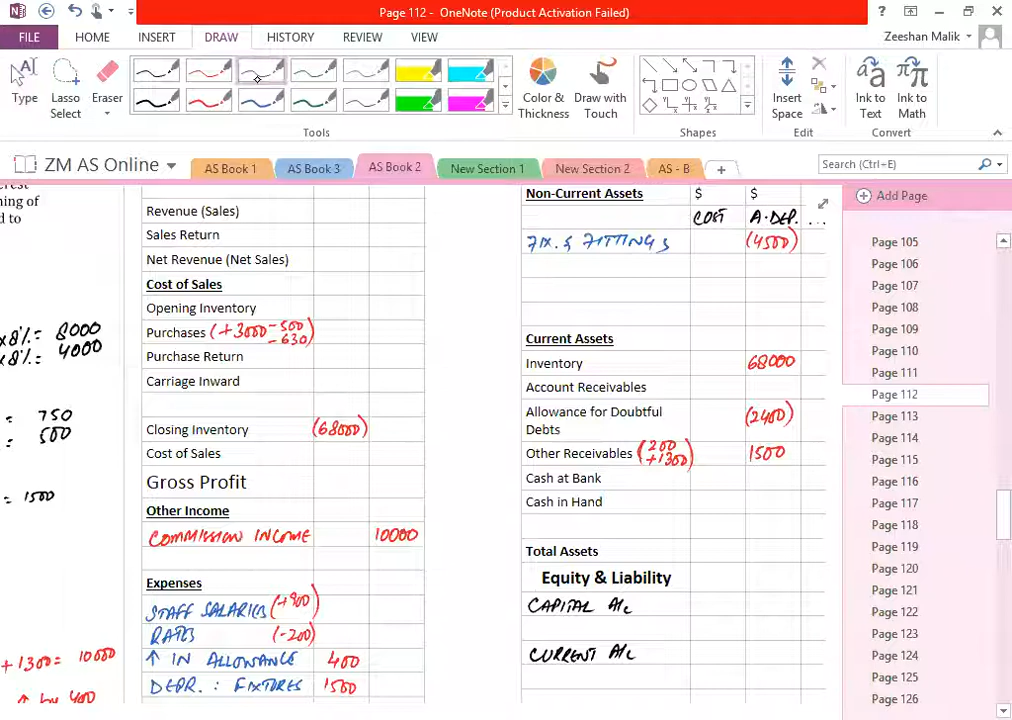 Page 112 - OneNote (Product Activation Failed)
FILE HOME INSERT DRAW HISTORY REVIEW VIEW Zeeshan Malik
Type Lasso Select Eraser Color & Thickness Draw with Touch Insert Space Ink to Text Ink to Math
Tools Shapes Edit Convert
ZM AS Online AS Book 1 AS Book 3 AS Book 2 New Section 1 New Section 2 AS - B Search (Ctrl+E)
ning of
d to
x8%= 8000
x8%= 4000
= 750
= 500
= 1500
+1300= 10000
↑ by 400
Revenue (Sales)
Sales Return
Net Revenue (Net Sales)
Cost of Sales
Opening Inventory
Purchases (+3000-500
-630)
Purchase Return
Carriage Inward
Closing Inventory (68000)
Cost of Sales
Gross Profit
Other Income
COMMISSION INCOME 10000
Expenses
STAFF SALARIES (+900)
RATES (-200)
↑ IN ALLOWANCE 400
DEPR. : FIXTURES 1500
Non-Current Assets $ $
COST A.DEP. ...
FIX. & FITTINGS (4500)
Current Assets
Inventory 68000
Account Receivables
Allowance for Doubtful
Debts (2400)
Other Receivables (200
+1300) 1500
Cash at Bank
Cash in Hand
Total Assets
Equity & Liability
CAPITAL A/c
CURRENT A/c
Add Page
Page 105
Page 106
Page 107
Page 108
Page 109
Page 110
Page 111
Page 112
Page 113
Page 114
Page 115
Page 116
Page 117
Page 118
Page 119
Page 120
Page 121
Page 122
Page 123
Page 124
Page 125
Page 126